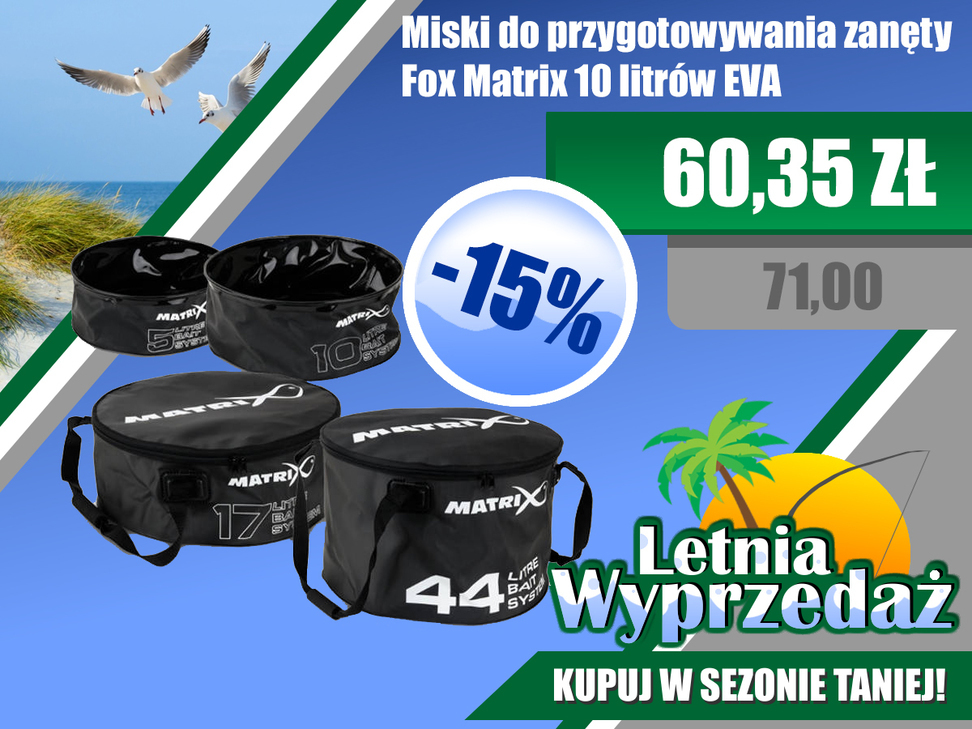 Miski do przygotowywania zanęty
Fox Matrix 10 litrów EVA
60,35 ZŁ
71,00
-15%
MATRIX
5 LITRE
BAIT
SYSTEM
MATRIX
10 LITRE
BAIT
SYSTEM
MATRIX
MATRIX
17 LITRE
BAIT
SYSTEM
MATRIX
MATRIX
44 LITRE
BAIT
SYSTEM
Letnia
Wyprzedaż
KUPUJ W SEZONIE TANIEJ!